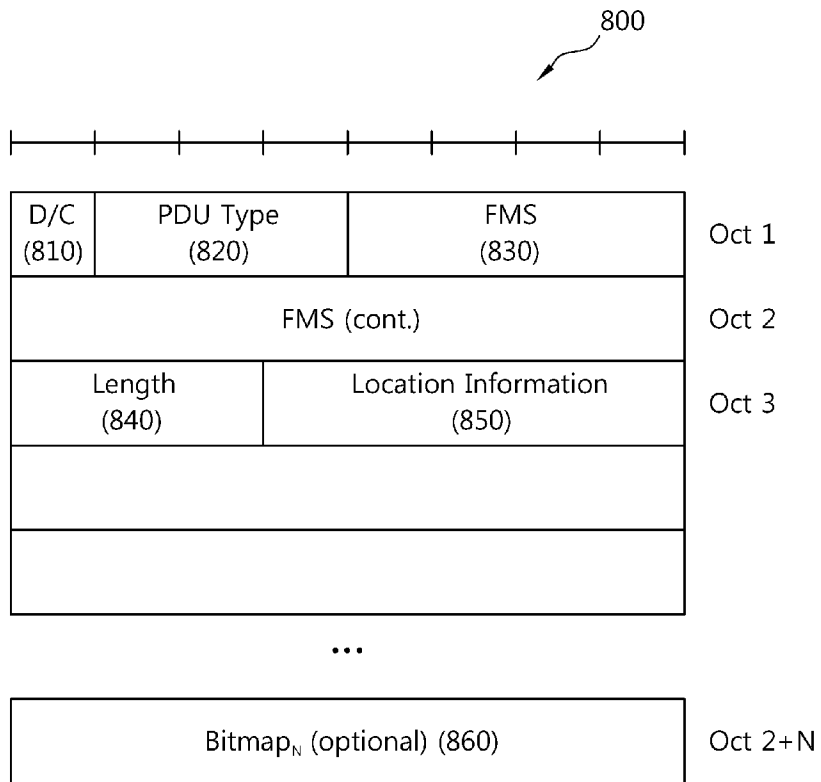 800
D/C
(810)
PDU Type
(820)
FMS
(830)
Oct 1
FMS (cont.)
Oct 2
Length
(840)
Location Information
(850)
Oct 3
...
Bitmap_N (optional) (860)
Oct 2+N